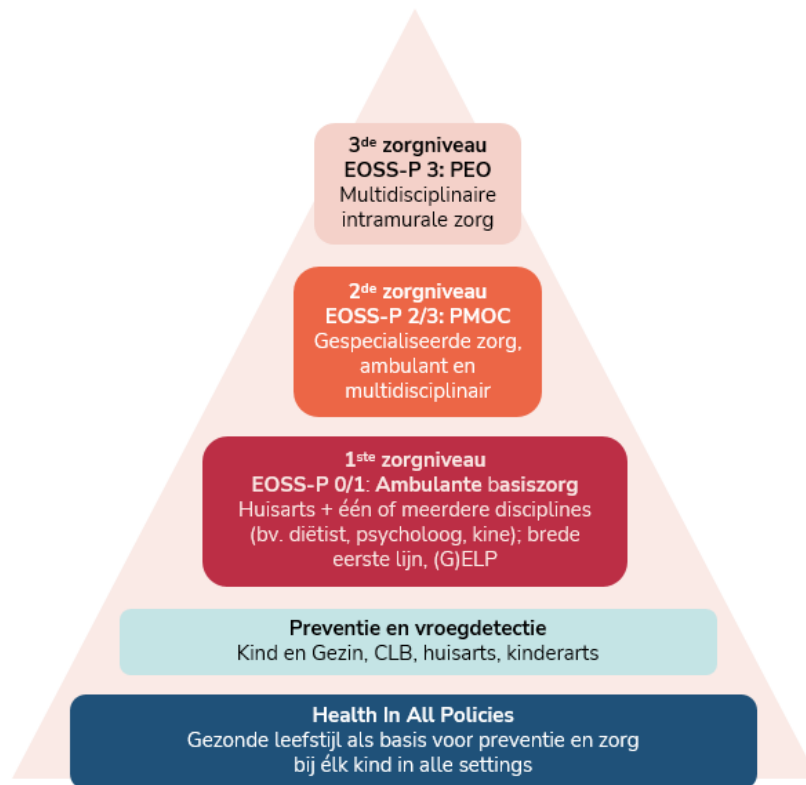 3de zorgniveau
EOSS-P 3: PEO
Multidisciplinaire
intramurale zorg
2de zorgniveau
EOSS-P 2/3: PMOC
Gespecialiseerde zorg,
ambulant en
multidisciplinair
1ste zorgniveau
EOSS-P 0/1: Ambulante basiszorg
Huisarts + één of meerdere disciplines
(bv. diëtist, psycholoog, kine); brede
eerste lijn, (G)ELP
Preventie en vroegdetectie
Kind en Gezin, CLB, huisarts, kinderarts
Health In All Policies
Gezonde leefstijl als basis voor preventie en zorg
bij élk kind in alle settings